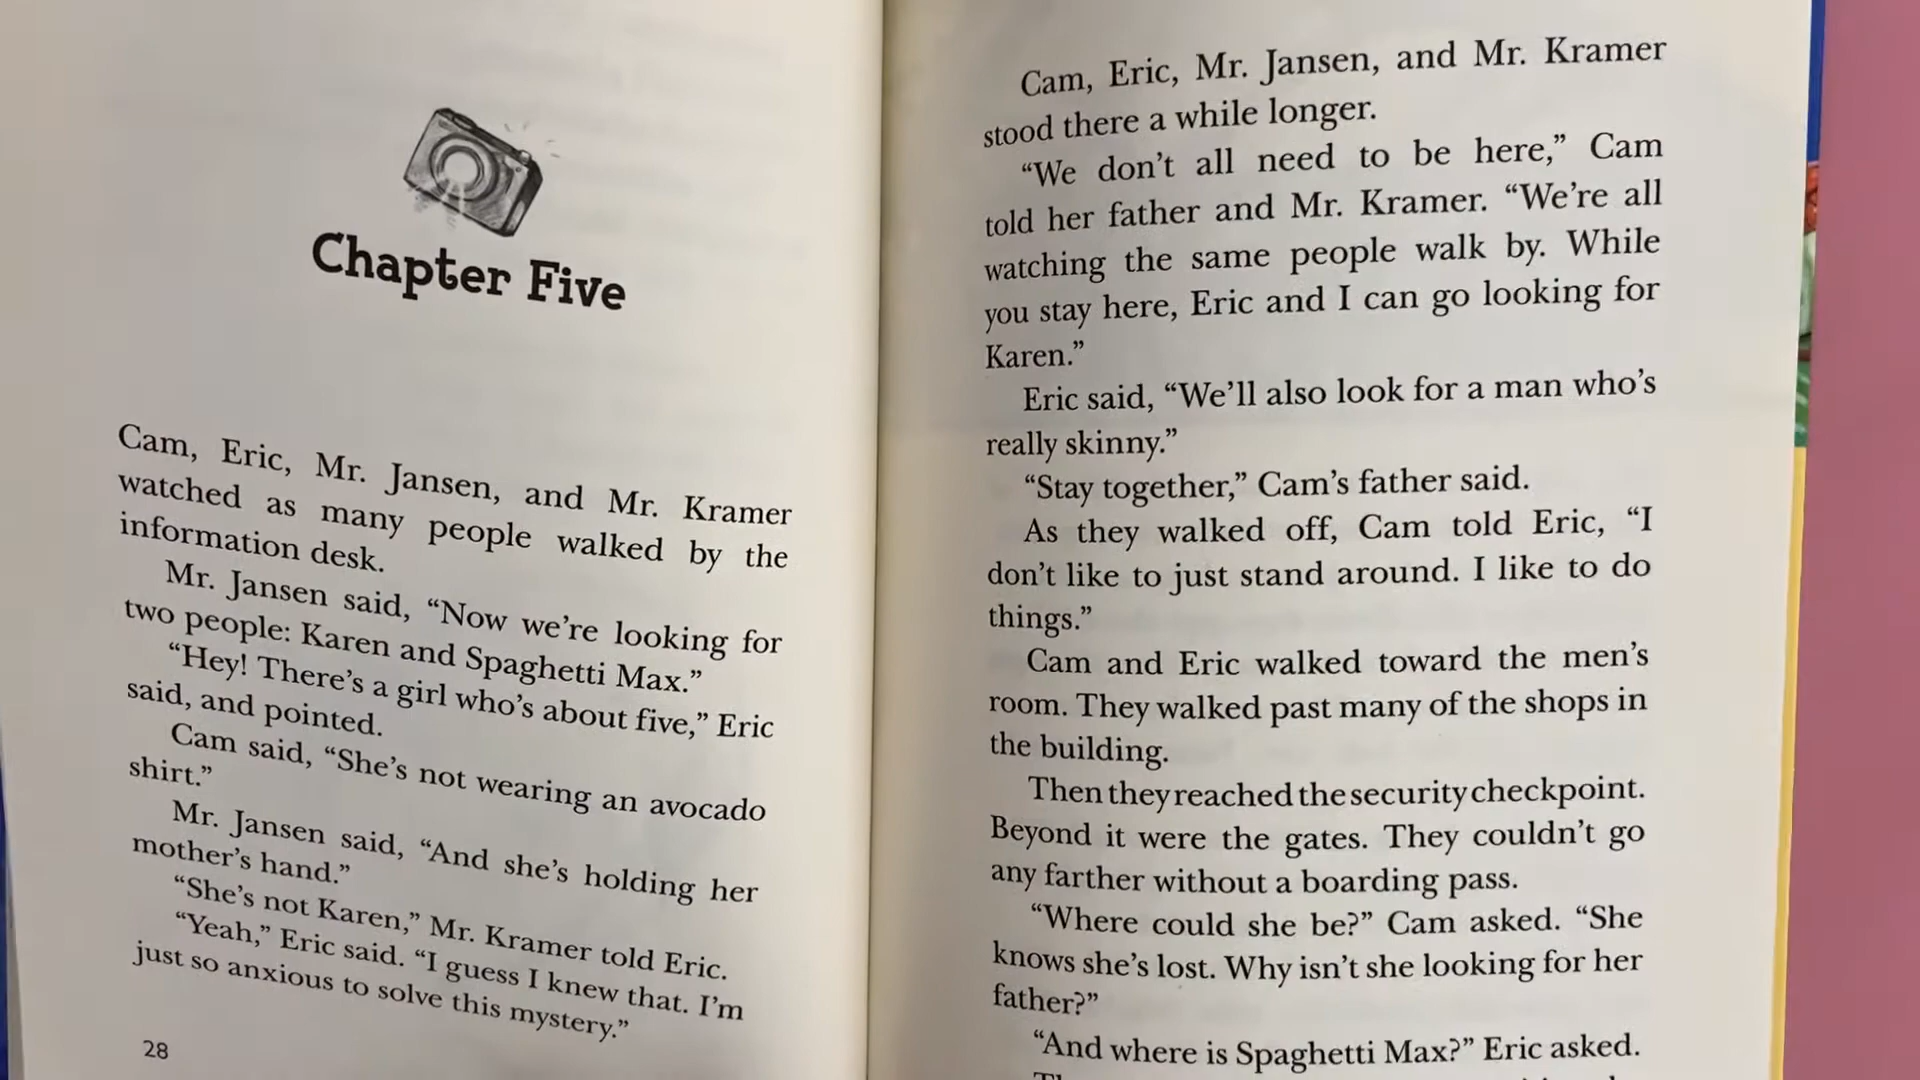 Chapter Five
Cam, Eric, Mr. Jansen, and Mr. Kramer
watched as many people walked by the
information desk.
Mr. Jansen said, “Now we’re looking for
two people: Karen and Spaghetti Max.”
“Hey! There’s a girl who’s about five,” Eric
said, and pointed.
Cam said, “She’s not wearing an avocado
shirt.”
Mr. Jansen said, “And she’s holding her
mother’s hand.”
“She’s not Karen,” Mr. Kramer told Eric.
“Yeah,” Eric said. “I guess I knew that. I’m
just so anxious to solve this mystery.”
28
Cam, Eric, Mr. Jansen, and Mr. Kramer
stood there a while longer.
“We don’t all need to be here,” Cam
told her father and Mr. Kramer. “We’re all
watching the same people walk by. While
you stay here, Eric and I can go looking for
Karen.”
Eric said, “We’ll also look for a man who’s
really skinny.”
“Stay together,” Cam’s father said.
As they walked off, Cam told Eric, “I
don’t like to just stand around. I like to do
things.”
Cam and Eric walked toward the men’s
room. They walked past many of the shops in
the building.
Then they reached the security checkpoint.
Beyond it were the gates. They couldn’t go
any farther without a boarding pass.
“Where could she be?” Cam asked. “She
knows she’s lost. Why isn’t she looking for her
father?”
“And where is Spaghetti Max?” Eric asked.